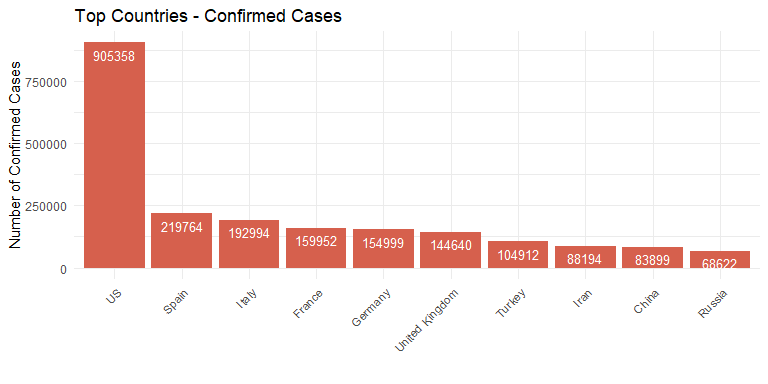 Top Countries - Confirmed Cases
Number of Confirmed Cases
750000
500000
250000
0
905358
219764
192994
159952
154999
144640
104912
88194
83899
68622
US
Spain
Italy
France
Germany
United Kingdom
Turkey
Iran
China
Russia